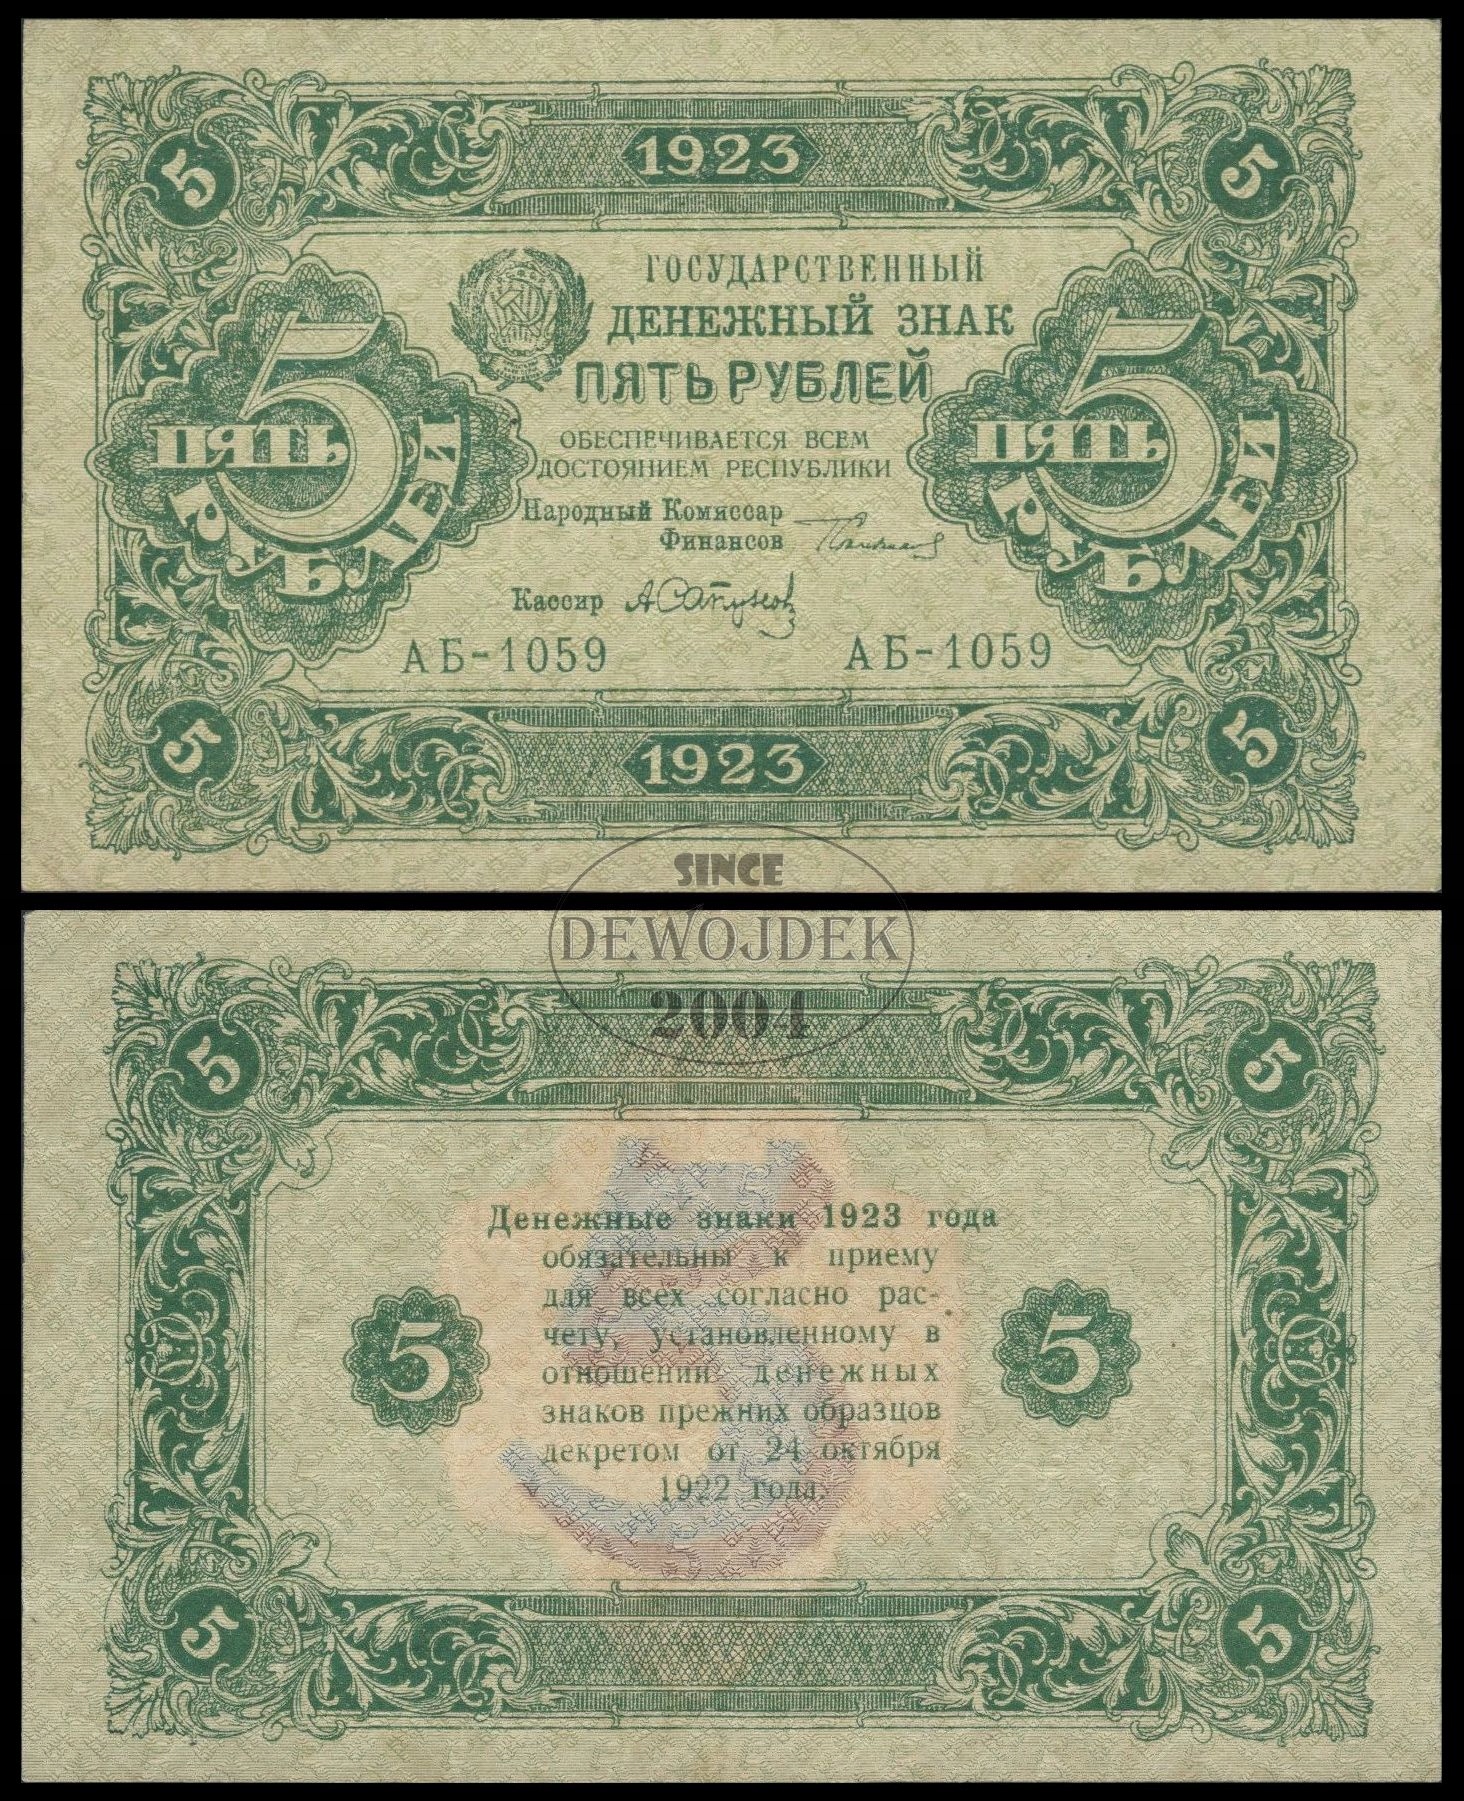 1923
5
5
ГОСУДАРСТВЕННЫЙ
ДЕНЕЖНЫЙ ЗНАК
ПЯТЬ РУБЛЕЙ
5
ПЯТЬ
РУБЛЕЙ
5
ПЯТЬ
РУБЛЕЙ
ОБЕСПЕЧИВАЕТСЯ ВСЕМ
ДОСТОЯНИЕМ РЕСПУБЛИКИ
Народный Комиссар
Финансов
Кассир
АБ-1059 АБ-1059
5
5
1923
SINCE
DEWOJDEK
2004
5
5
Денежные знаки 1923 года
обязательны к приему
для всех согласно рас-
чету, установленному в
отношении денежных
знаков прежних образцов
декретом от 24 октября
1922 года.
5
5
5
5
5